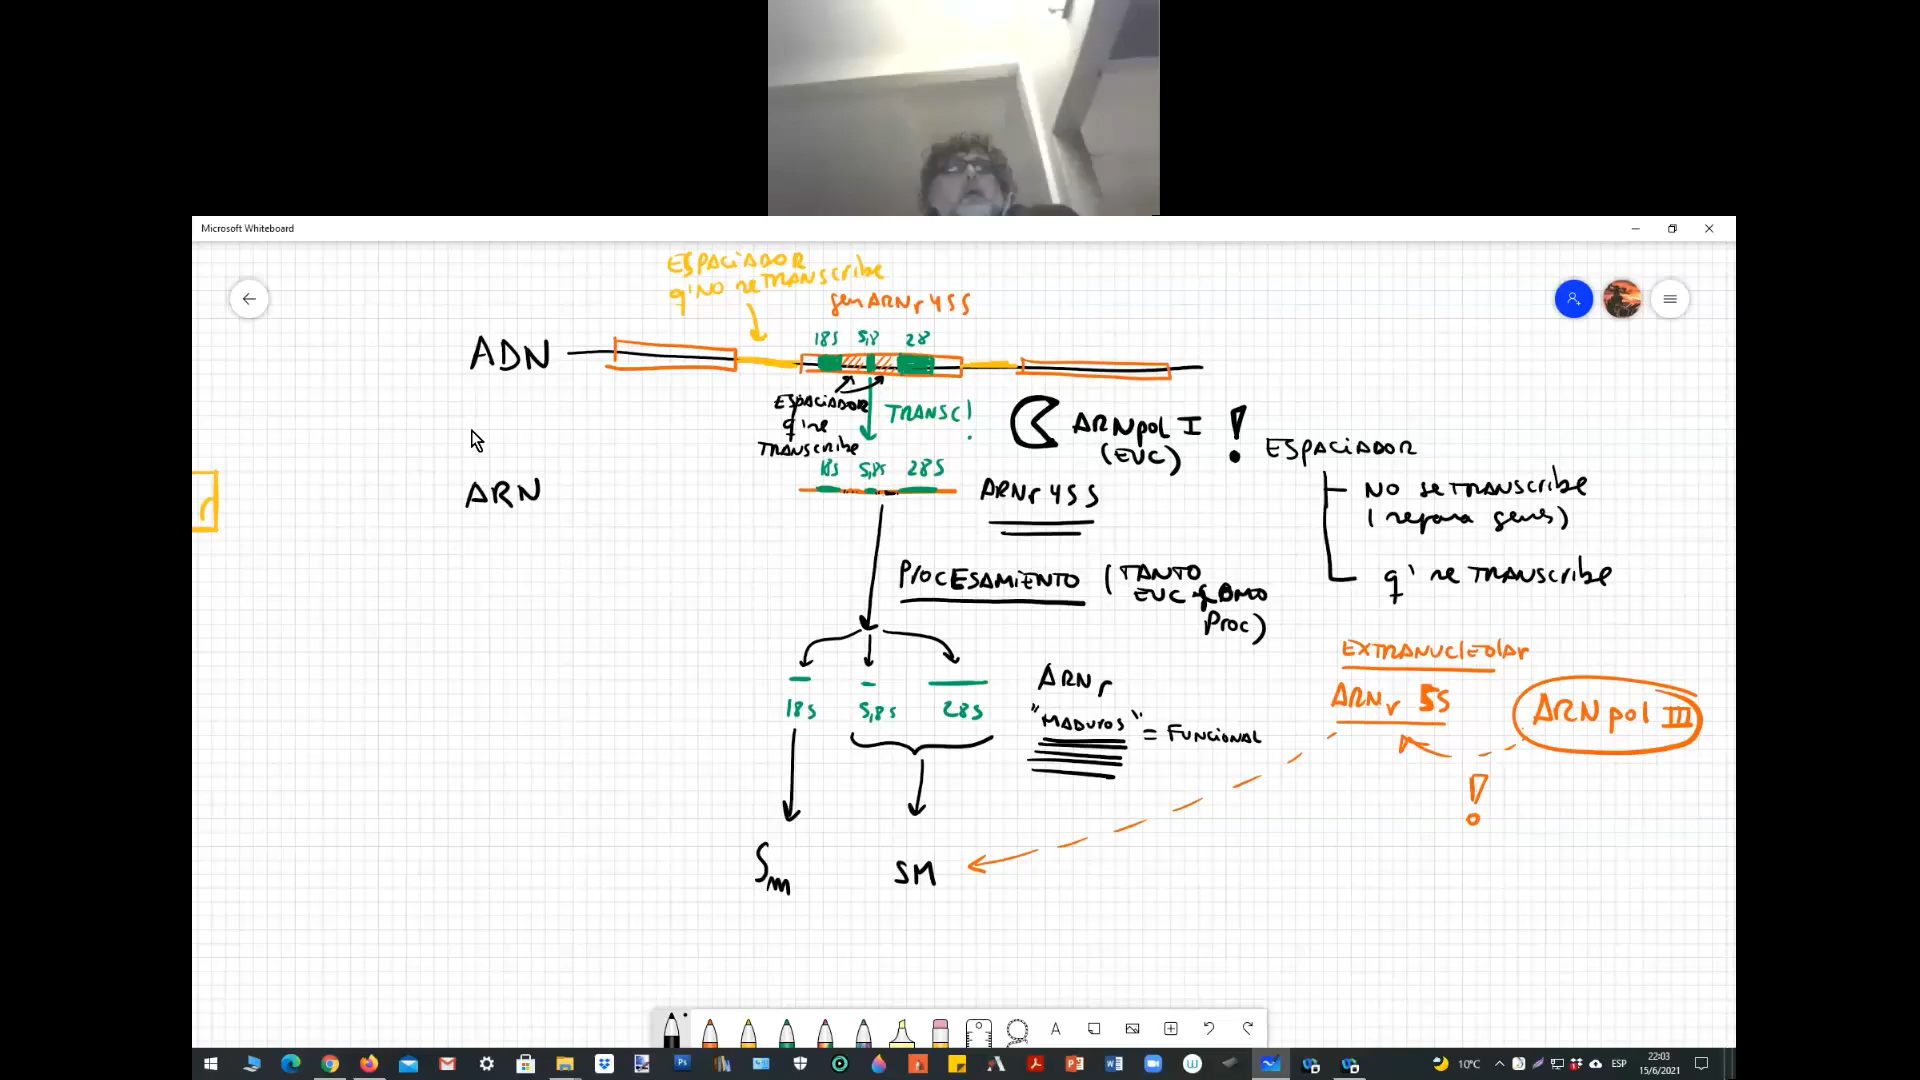 Microsoft Whiteboard
ESPACIADOR
q' NO se TRANScribe
gen ARNr 45 S
18S 5,8 28
ADN
ESPACIADOR
q' se
TRANScribe
TRANSC!
ARNpol I !
(EUC)
18s 5,8s 28S
ARN
ARNr 45 S
ESPACIADOR
NO se TRANScribe
(separa genes)
q' se TRANScribe
ProcESAMIENTO (TANTO
EUC
Proc)
ARNr
"MADUROS" = FUNCIONAL
18S 5,8s 28S
EXTRANUCLEOLAr
ARNr 5S
ARN pol III
!
Sm SM
A
10°C
ESP
22:03
15/6/2021